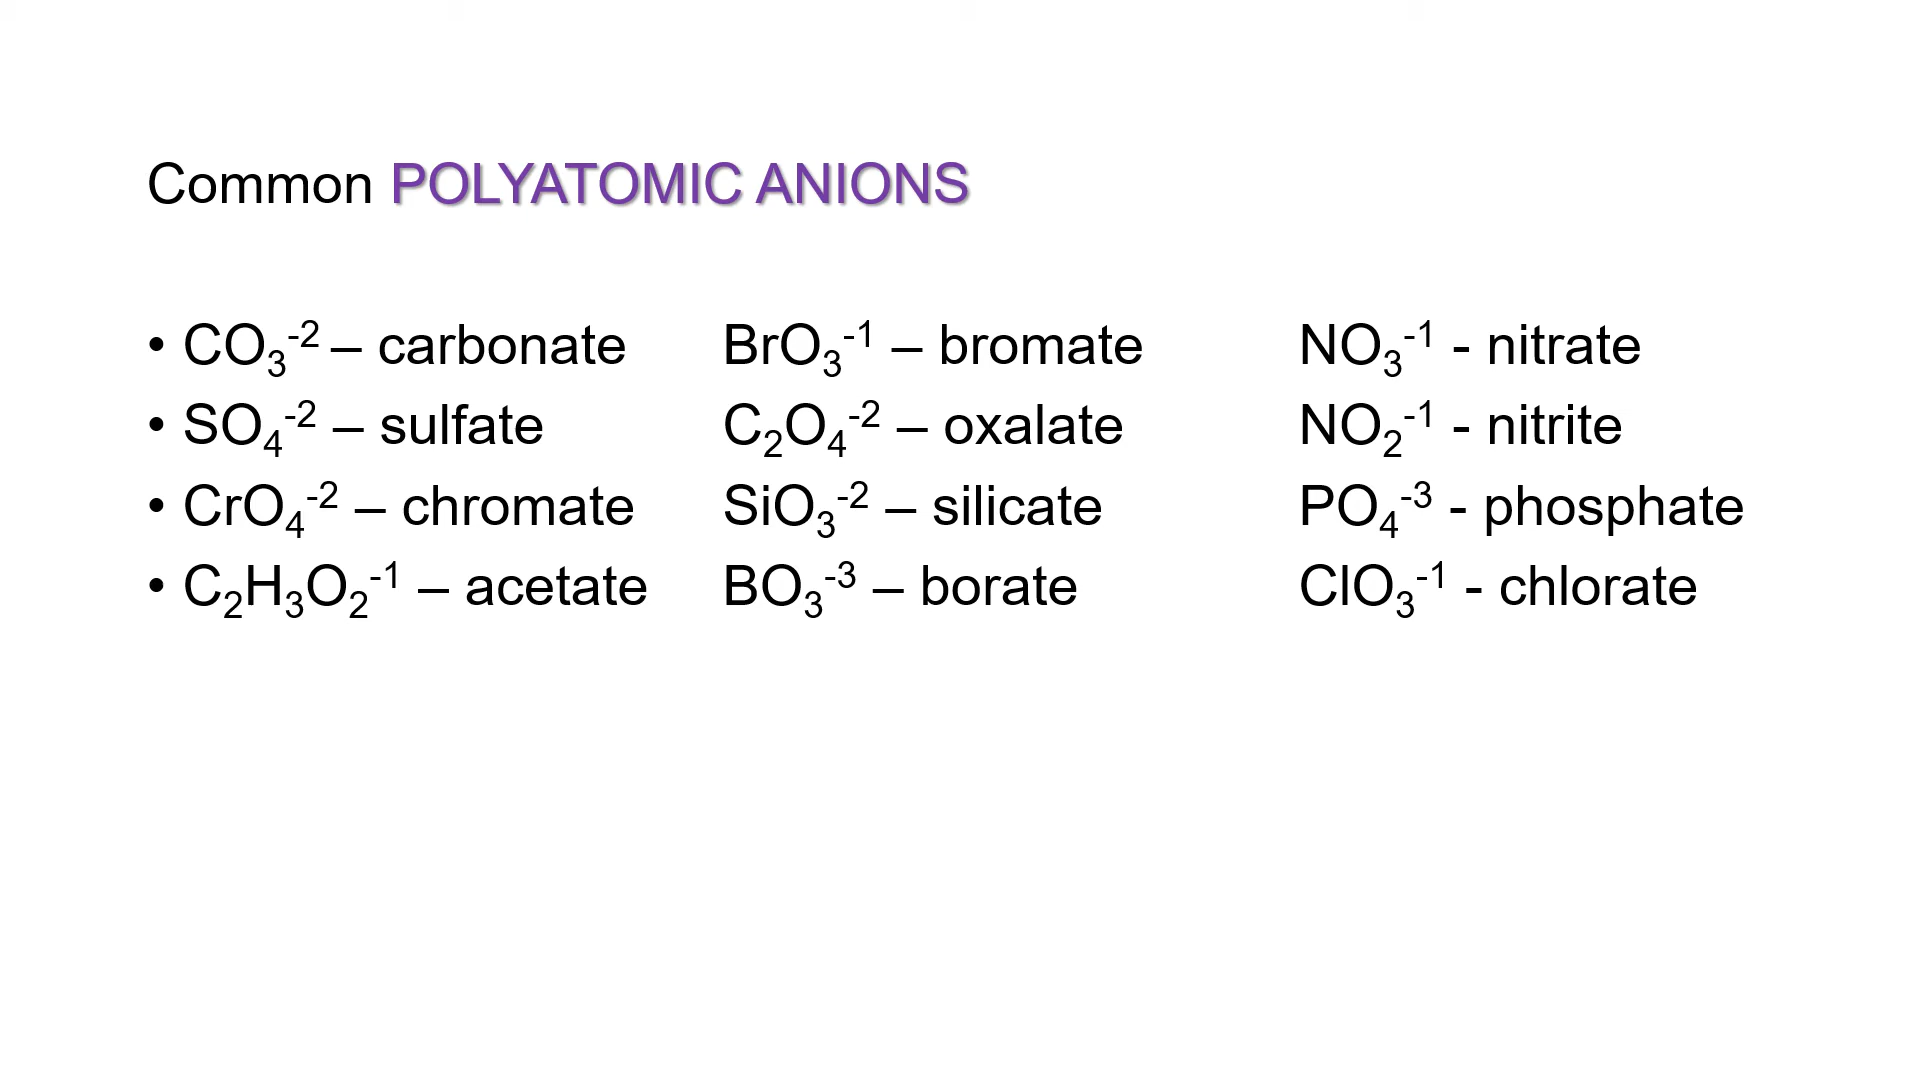 Common POLYATOMIC ANIONS
• CO₃⁻² – carbonate BrO₃⁻¹ – bromate NO₃⁻¹ - nitrate
• SO₄⁻² – sulfate C₂O₄⁻² – oxalate NO₂⁻¹ - nitrite
• CrO₄⁻² – chromate SiO₃⁻² – silicate PO₄⁻³ - phosphate
• C₂H₃O₂⁻¹ – acetate BO₃⁻³ – borate ClO₃⁻¹ - chlorate